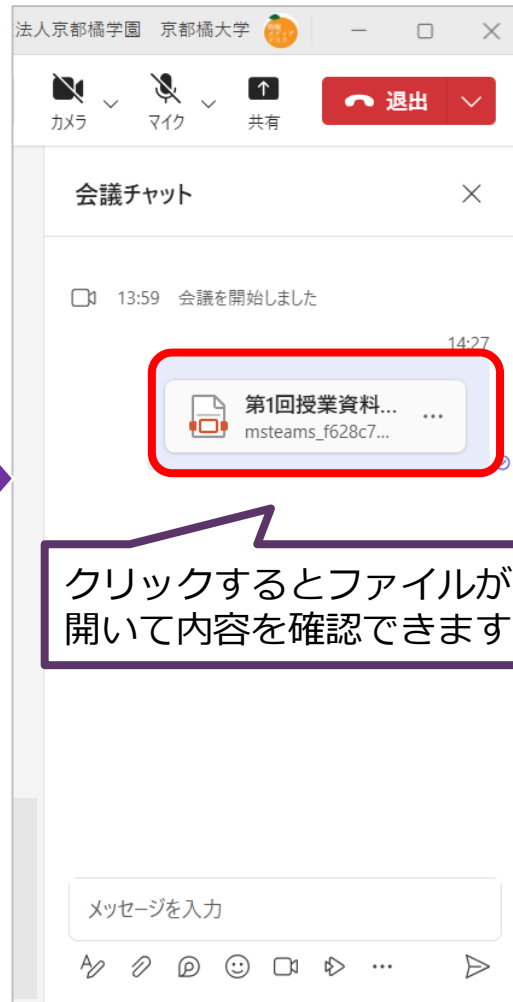 法人京都橘学園　京都橘大学
カメラ
マイク
共有
退出
会議チャット
13:59　会議を開始しました
14:27
第1回授業資料...
msteams_f628c7...
クリックするとファイルが
開いて内容を確認できます
メッセージを入力